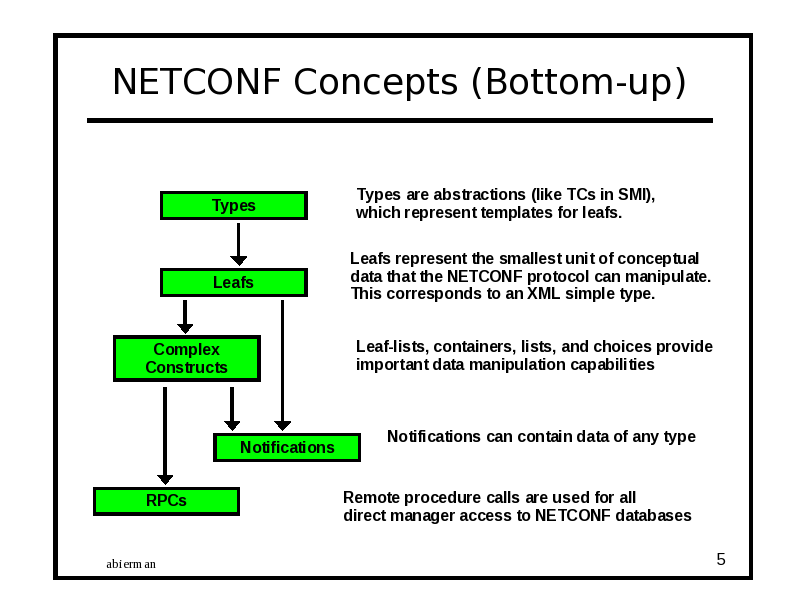 NETCONF Concepts (Bottom-up)
Types
Types are abstractions (like TCs in SMI),
which represent templates for leafs.
Leafs
Leafs represent the smallest unit of conceptual
data that the NETCONF protocol can manipulate.
This corresponds to an XML simple type.
Complex
Constructs
Leaf-lists, containers, lists, and choices provide
important data manipulation capabilities
Notifications
Notifications can contain data of any type
RPCs
Remote procedure calls are used for all
direct manager access to NETCONF databases
abierman
5